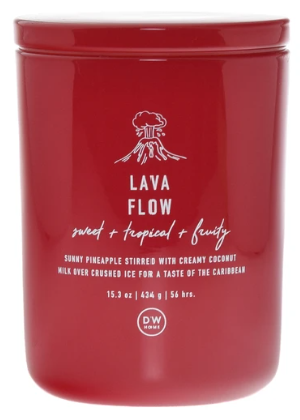 LAVA
FLOW
sweet + tropical + fruity
SUNNY PINEAPPLE STIRRED WITH CREAMY COCONUT
MILK OVER CRUSHED ICE FOR A TASTE OF THE CARIBBEAN
15.3 oz | 434 g | 56 hrs.
DW
HOME